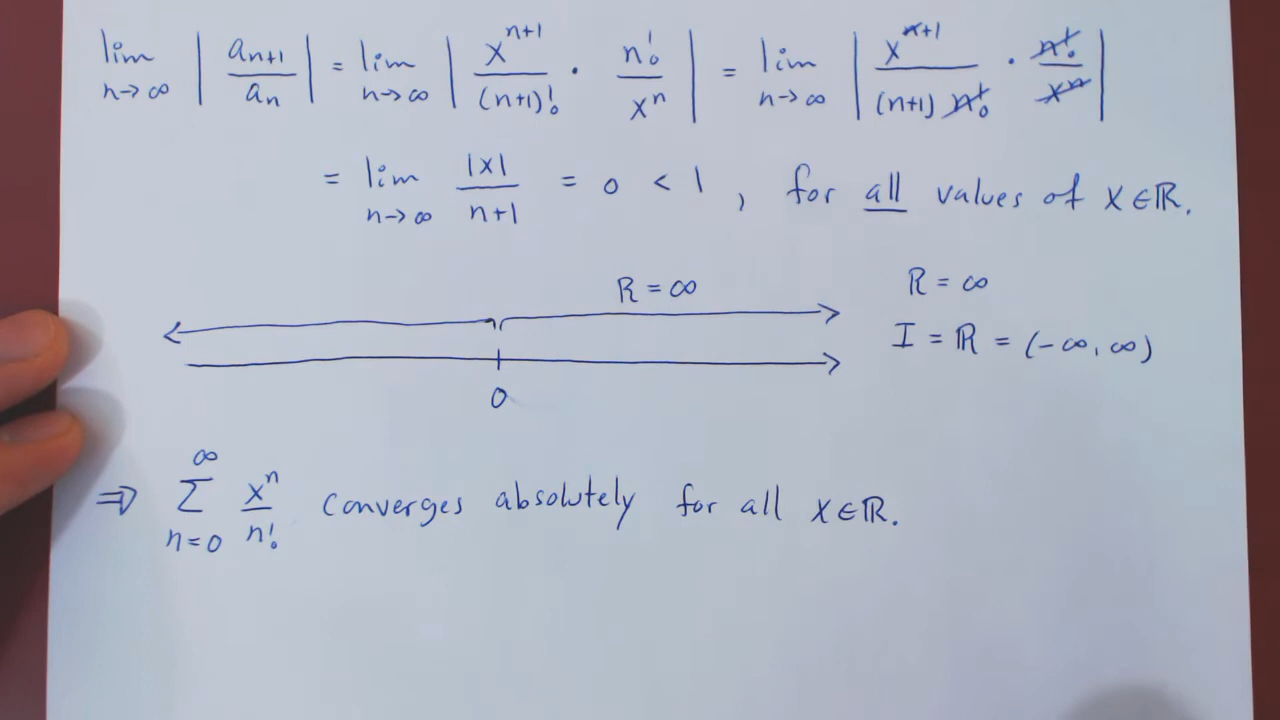 lim n→∞ | a_{n+1} / a_n | = lim n→∞ | x^{n+1} / (n+1)! · n! / x^n | = lim n→∞ | x^{n+1} / (n+1) n! · n! / x^n |
= lim n→∞ |x| / n+1 = 0 < 1 , for all values of x∈ℝ.
R = ∞ R = ∞
I = ℝ = (-∞, ∞)
0
⇒ ∑_{n=0}^{∞} x^n / n! converges absolutely for all x∈ℝ.